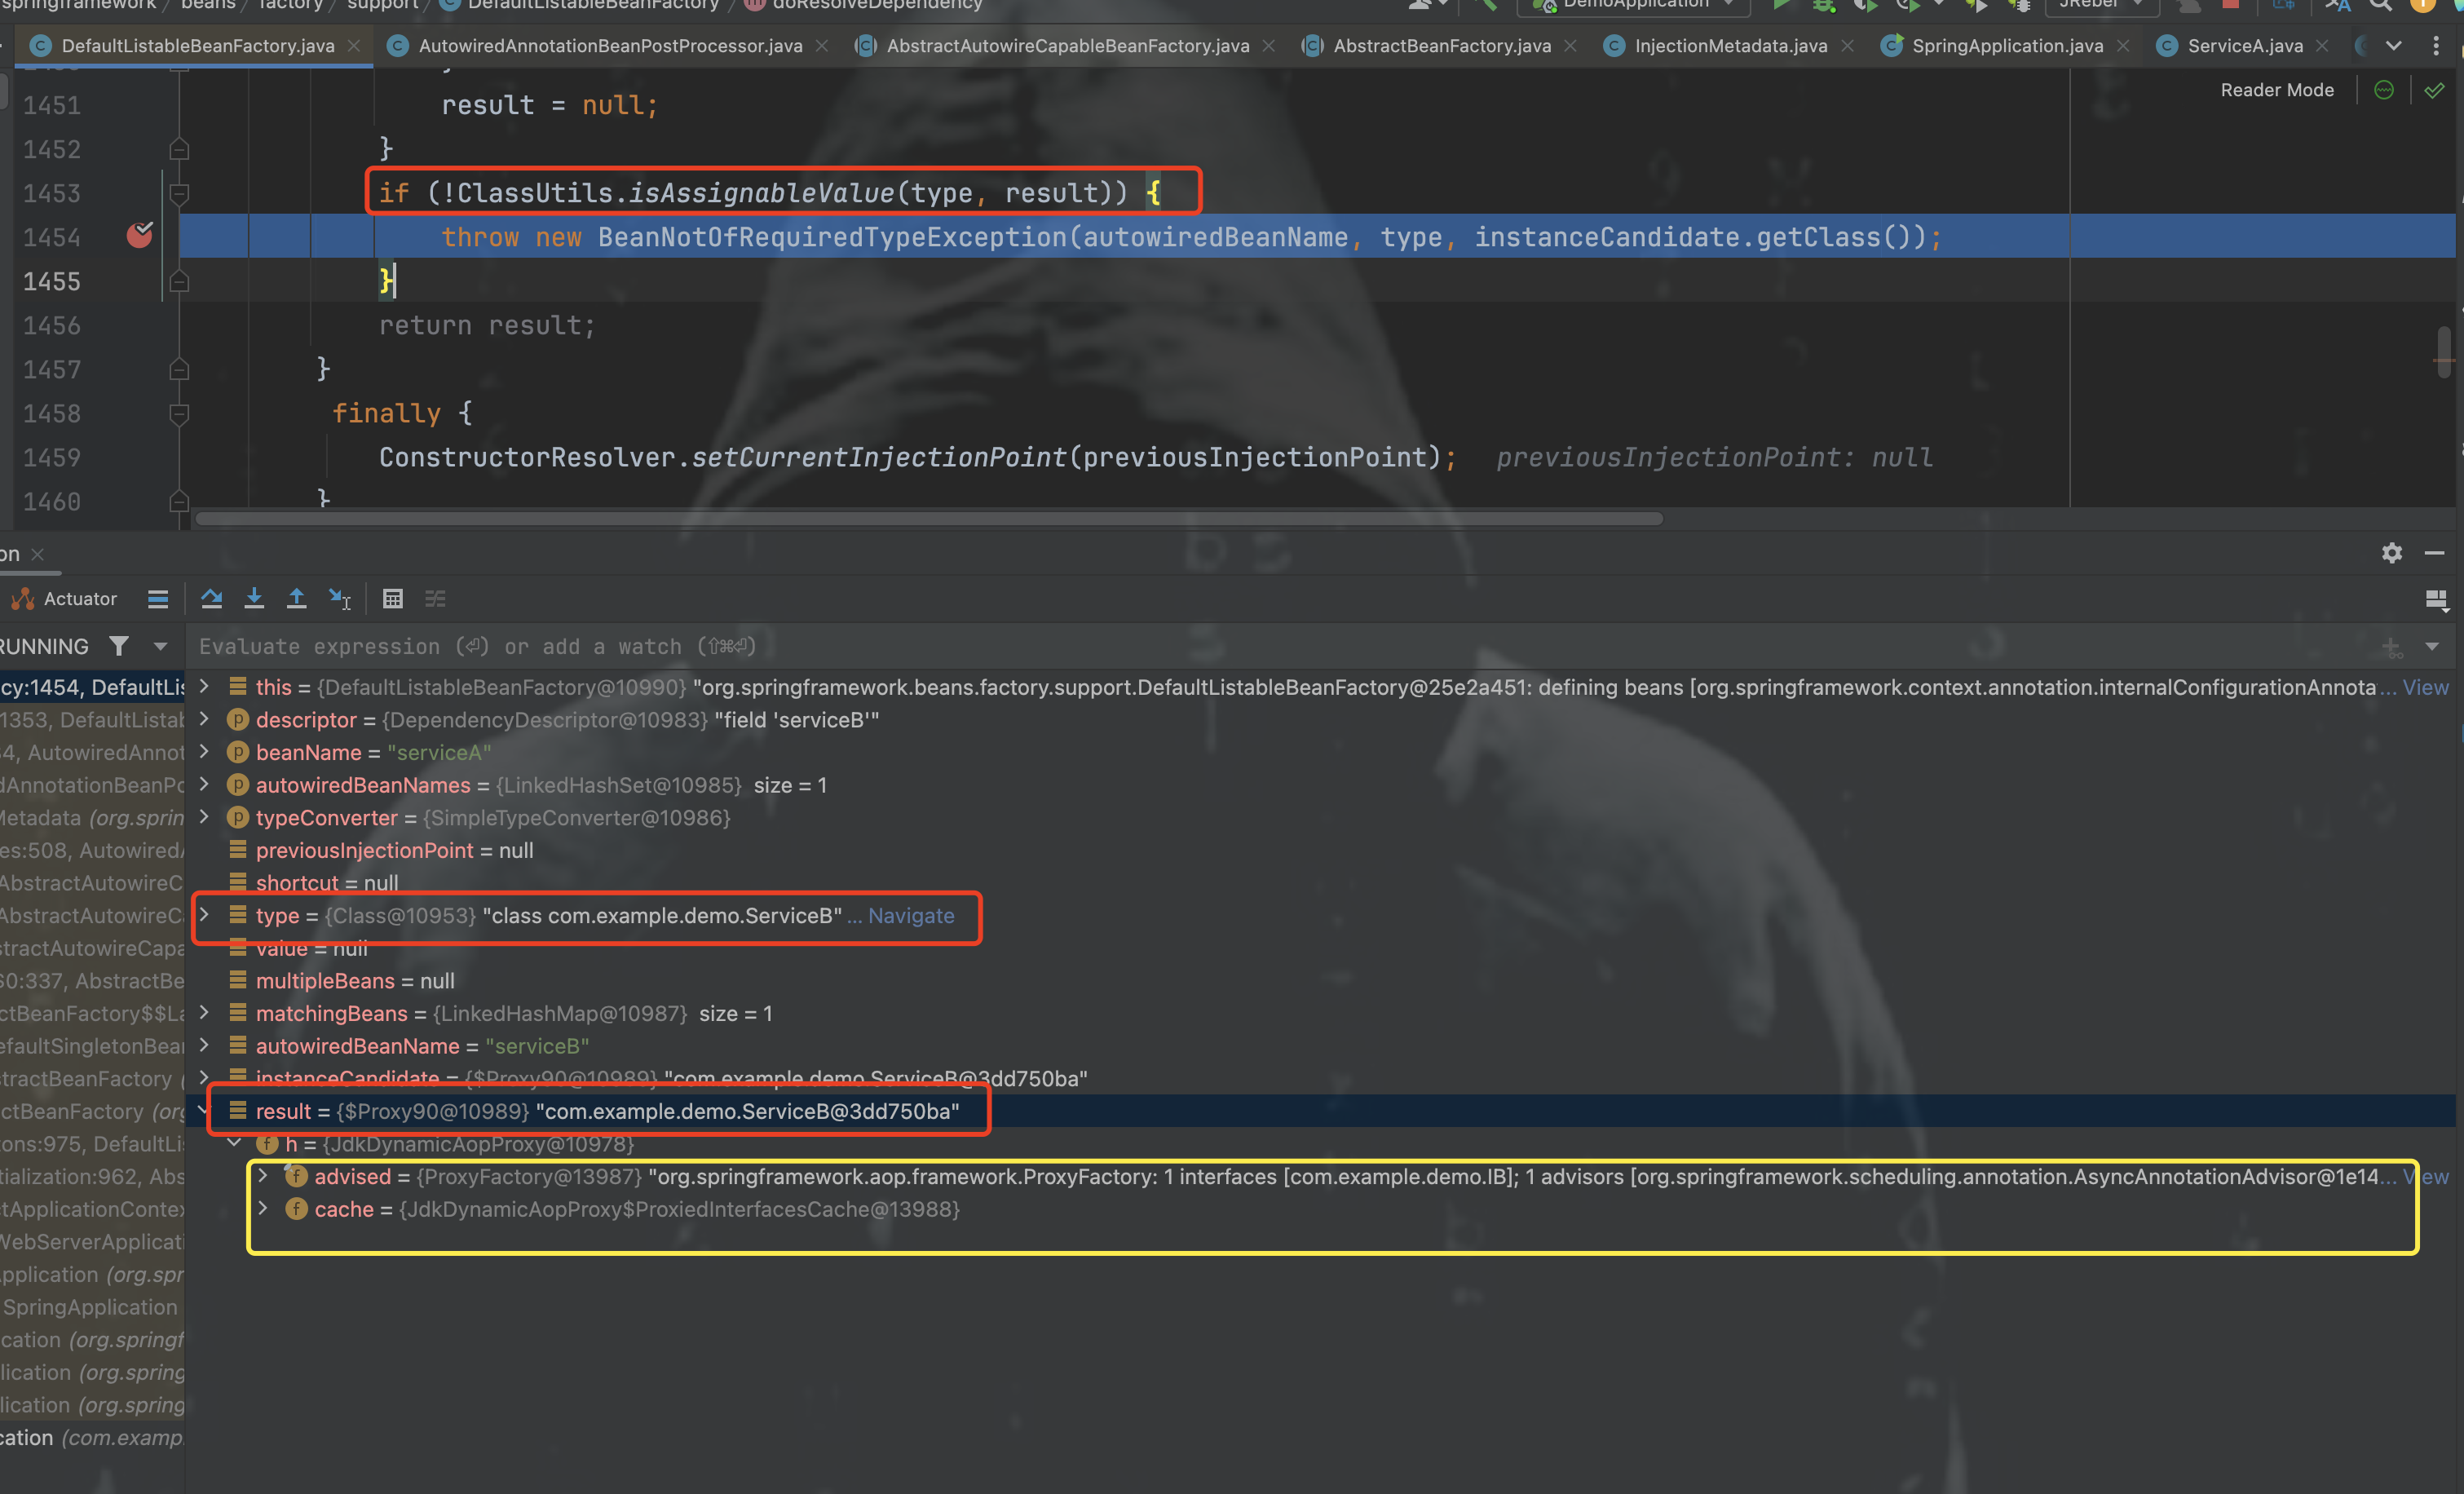 springframework / beans / factory / support / DefaultListableBeanFactory / m doResolveDependency DemoApplication JRebel
DefaultListableBeanFactory.java AutowiredAnnotationBeanPostProcessor.java AbstractAutowireCapableBeanFactory.java AbstractBeanFactory.java InjectionMetadata.java SpringApplication.java ServiceA.java
Reader Mode
1451 result = null;
1452 }
1453 if (!ClassUtils.isAssignableValue(type, result)) {
1454 throw new BeanNotOfRequiredTypeException(autowiredBeanName, type, instanceCandidate.getClass());
1455 }
1456 return result;
1457 }
1458 finally {
1459 ConstructorResolver.setCurrentInjectionPoint(previousInjectionPoint); previousInjectionPoint: null
1460 }
on
Actuator
RUNNING Evaluate expression (⏎) or add a watch (⇧⌘⏎)
cy:1454, DefaultLis this = {DefaultListableBeanFactory@10990} "org.springframework.beans.factory.support.DefaultListableBeanFactory@25e2a451: defining beans [org.springframework.context.annotation.internalConfigurationAnnota... View
1353, DefaultListab descriptor = {DependencyDescriptor@10983} "field 'serviceB'"
4, AutowiredAnnot beanName = "serviceA"
dAnnotationBeanPo autowiredBeanNames = {LinkedHashSet@10985} size = 1
Metadata (org.sprin typeConverter = {SimpleTypeConverter@10986}
es:508, AutowiredA previousInjectionPoint = null
AbstractAutowireC shortcut = null
AbstractAutowireCa type = {Class@10953} "class com.example.demo.ServiceB" ... Navigate
stractAutowireCapa value = null
0:337, AbstractBe multipleBeans = null
ctBeanFactory$$La matchingBeans = {LinkedHashMap@10987} size = 1
efaultSingletonBea autowiredBeanName = "serviceB"
tractBeanFactory ( instanceCandidate = {$Proxy90@10989} "com.example.demo.ServiceB@3dd750ba"
ctBeanFactory (org result = {$Proxy90@10989} "com.example.demo.ServiceB@3dd750ba"
ons:975, DefaultLi h = {JdkDynamicAopProxy@10978}
tialization:962, Abs advised = {ProxyFactory@13987} "org.springframework.aop.framework.ProxyFactory: 1 interfaces [com.example.demo.IB]; 1 advisors [org.springframework.scheduling.annotation.AsyncAnnotationAdvisor@1e14... View
ctApplicationContex cache = {JdkDynamicAopProxy$ProxiedInterfacesCache@13988}
WebServerApplicati
pplication (org.spr
SpringApplication
cation (org.springf
lication (org.spring
lication (org.spring
cation (com.examp